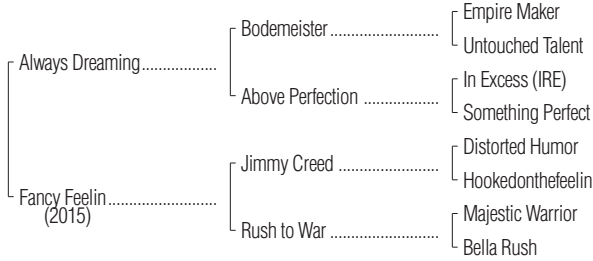 Empire Maker
Bodemeister ........................
Untouched Talent
Always Dreaming................
In Excess (IRE)
Above Perfection ................
Something Perfect
Distorted Humor
Jimmy Creed .....................
Hookedonthefeelin
Fancy Feelin.......................
(2015)
Majestic Warrior
Rush to War .......................
Bella Rush